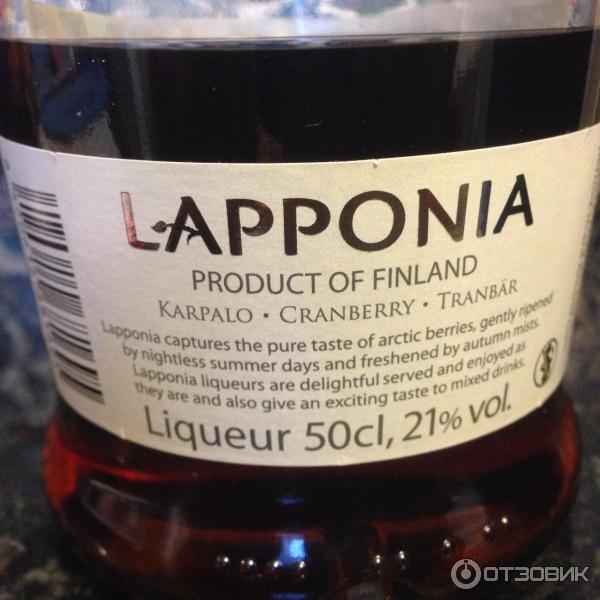 LAPPONIA
PRODUCT OF FINLAND
KARPALO · CRANBERRY · TRANBÄR
Lapponia captures the pure taste of arctic berries, gently ripened
by nightless summer days and freshened by autumn mists.
Lapponia liqueurs are delightful served and enjoyed as
they are and also give an exciting taste to mixed drinks.
Liqueur 50cl, 21% vol.
ОТЗОВИК